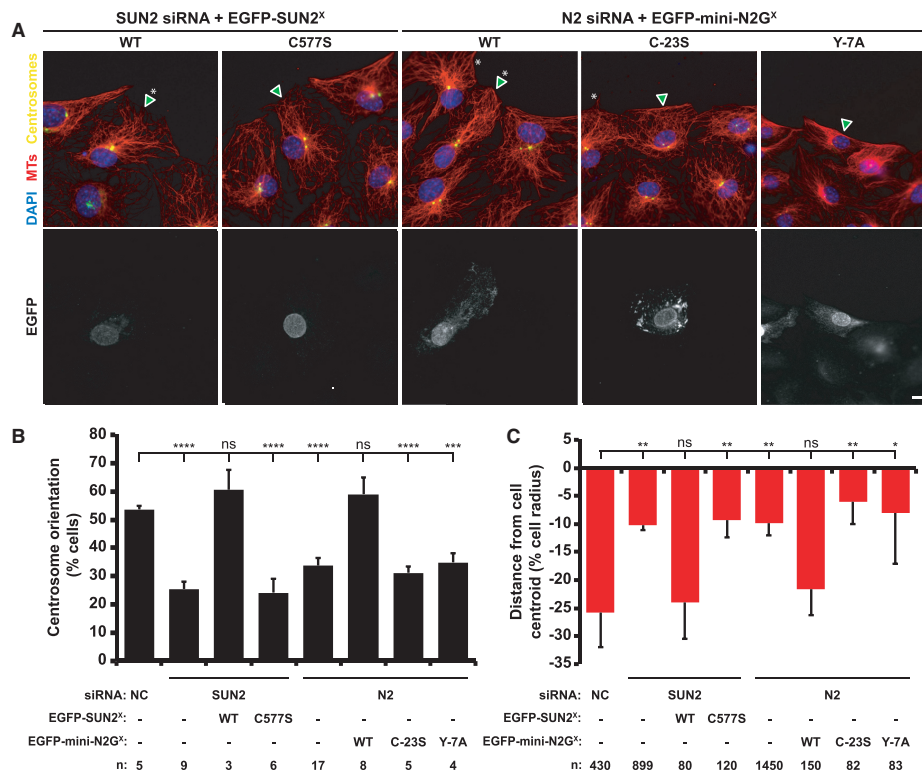 A
SUN2 siRNA + EGFP-SUN2ˣ
N2 siRNA + EGFP-mini-N2Gˣ
WT C577S WT C-23S Y-7A
DAPI MTs Centrosomes
* * * *
EGFP
B
Centrosome orientation (% cells)
80
70
60
50
40
30
20
10
0
**** ns **** **** ns **** ***
siRNA: NC SUN2 N2
EGFP-SUN2ˣ: - - WT C577S - - - -
EGFP-mini-N2Gˣ: - - - - - WT C-23S Y-7A
n: 5 9 3 6 17 8 5 4
C
Distance from cell centroid (% cell radius)
5
0
-5
-10
-15
-20
-25
-30
-35
** ns ** ** ns ** *
siRNA: NC SUN2 N2
EGFP-SUN2ˣ: - - WT C577S - - - -
EGFP-mini-N2Gˣ: - - - - - WT C-23S Y-7A
n: 430 899 80 120 1450 150 82 83